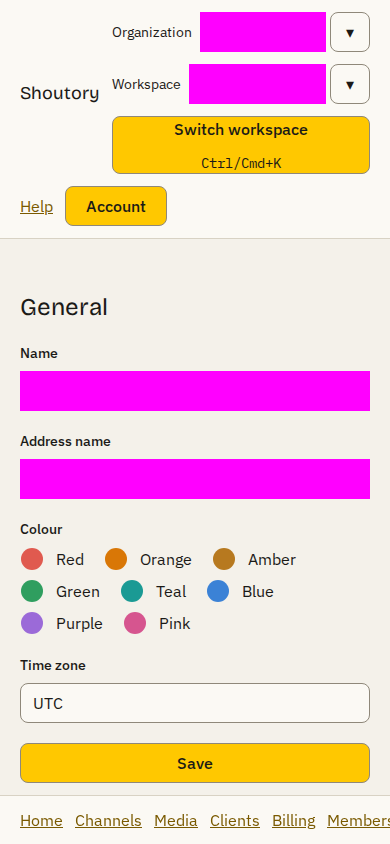 Organization ▼
Shoutory
Workspace ▼
Switch workspace
Ctrl/Cmd+K
Help Account
General
Name
Address name
Colour
Red Orange Amber
Green Teal Blue
Purple Pink
Time zone
UTC
Save
Home Channels Media Clients Billing Members